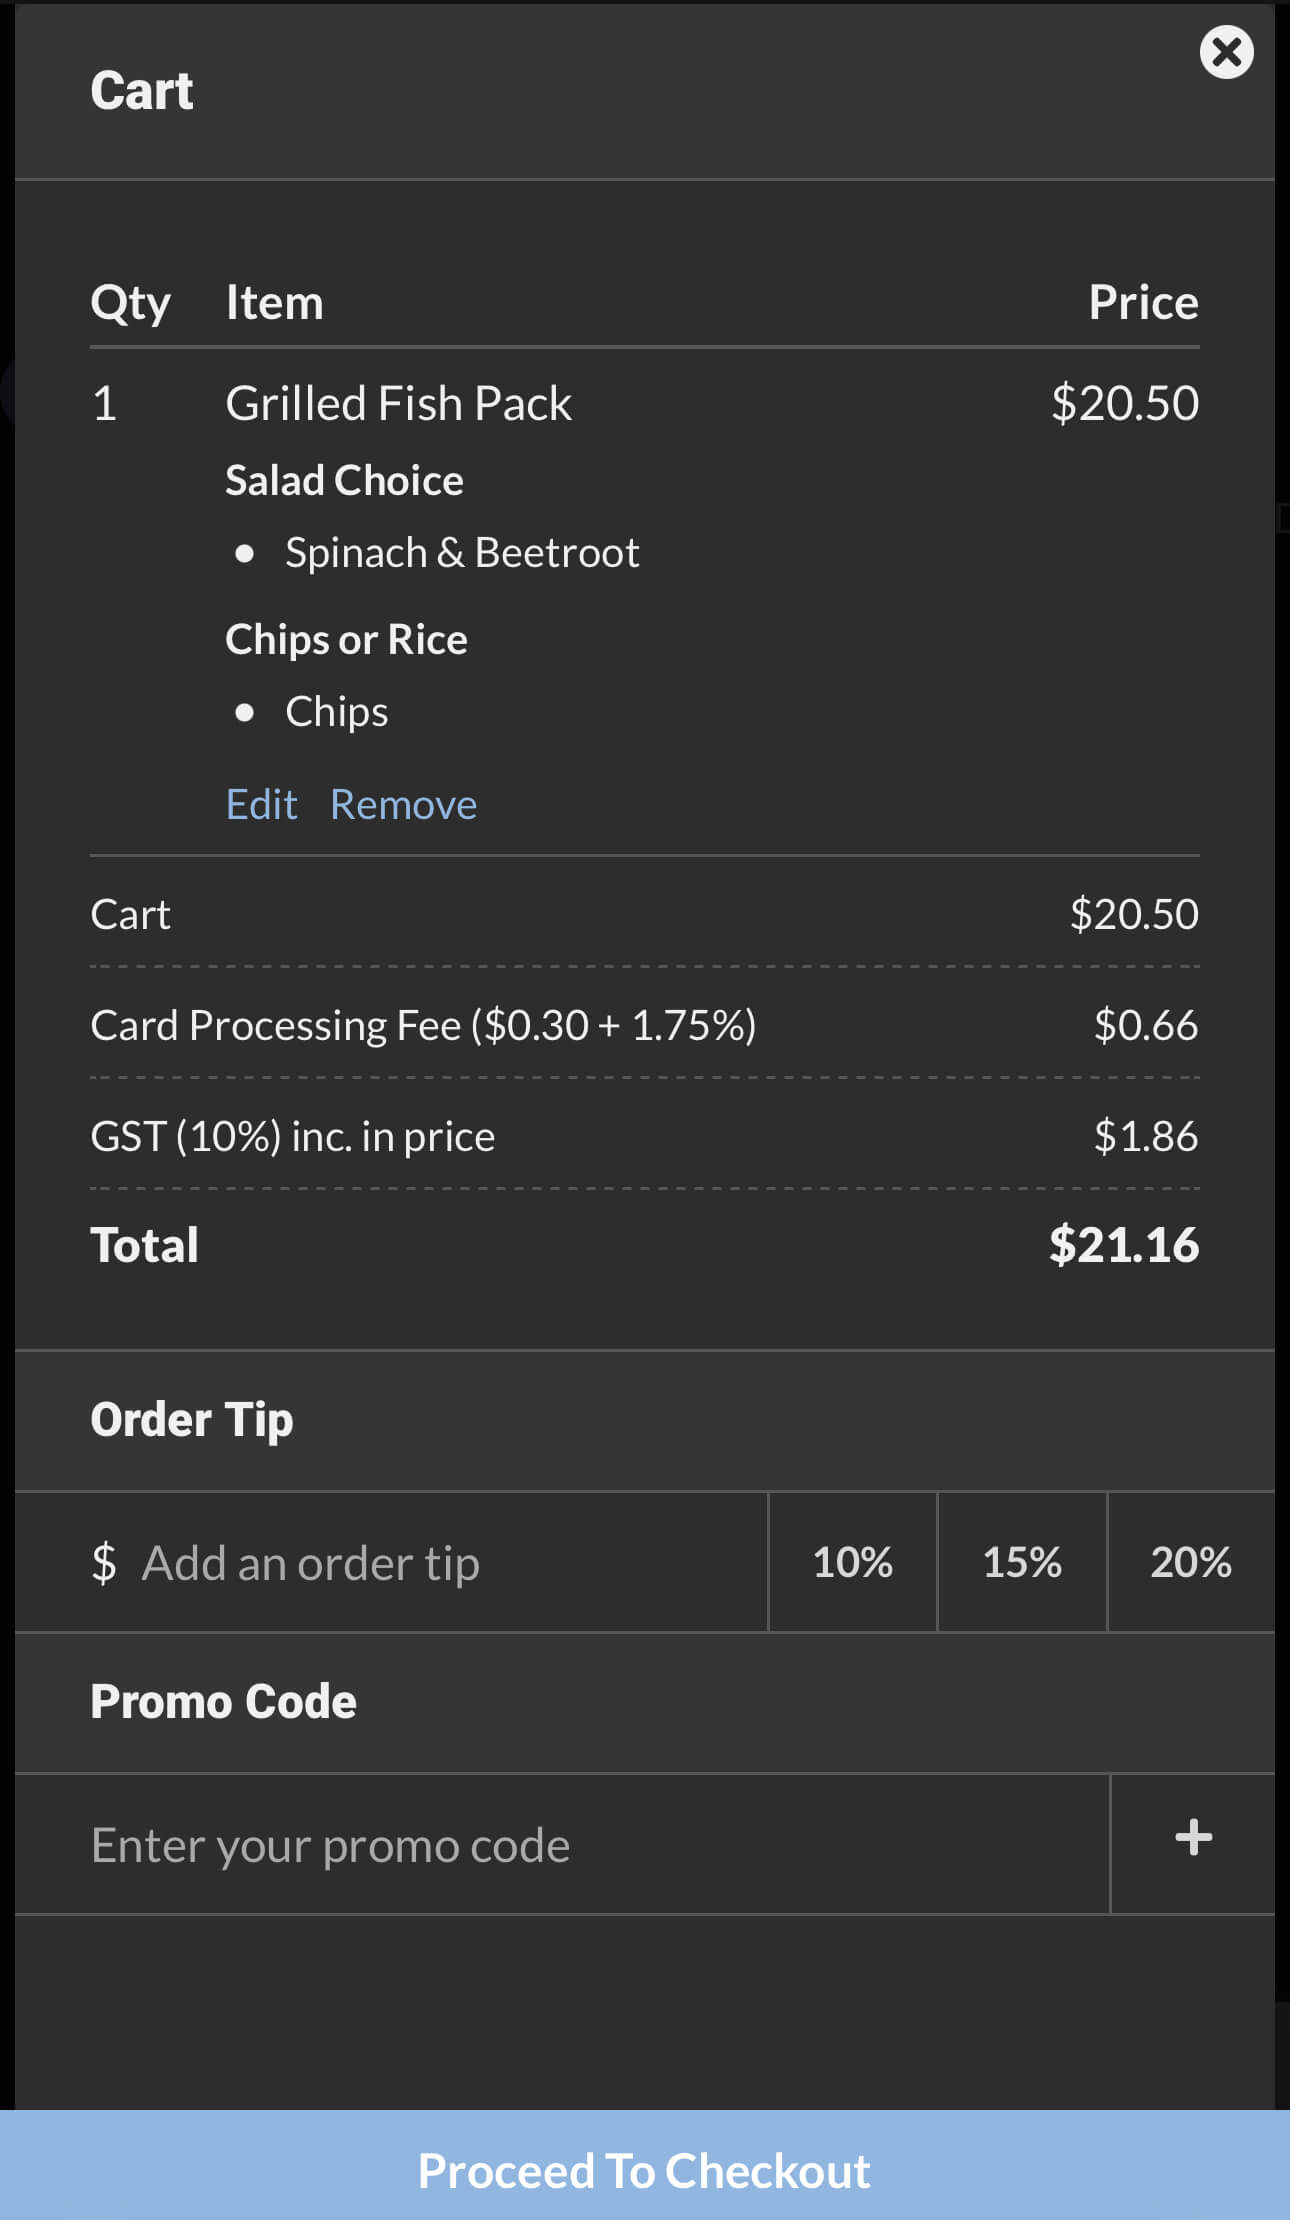 Cart
Qty Item Price
1 Grilled Fish Pack $20.50
Salad Choice
• Spinach & Beetroot
Chips or Rice
• Chips
Edit Remove
Cart $20.50
Card Processing Fee ($0.30 + 1.75%) $0.66
GST (10%) inc. in price $1.86
Total $21.16
Order Tip
$ Add an order tip 10% 15% 20%
Promo Code
Enter your promo code +
Proceed To Checkout